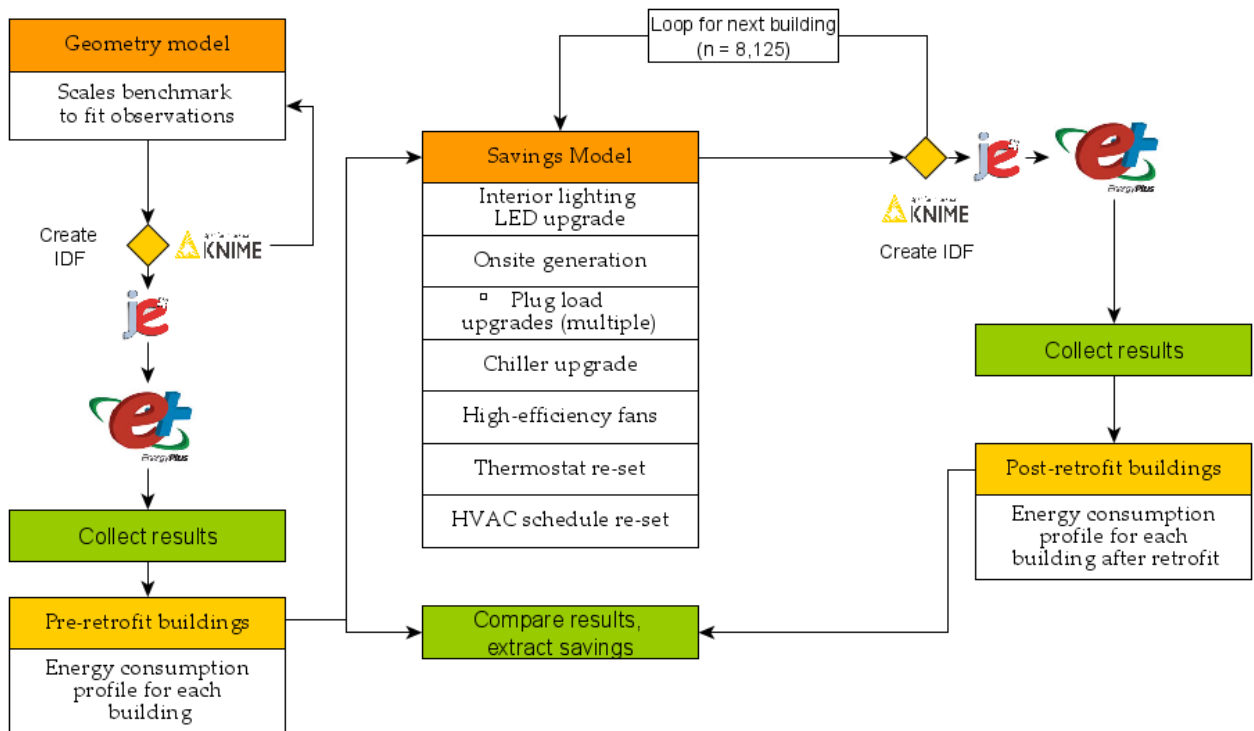 Geometry model
Scales benchmark
to fit observations
Create
IDF
KNIME
je
e+
EnergyPlus
Collect results
Pre-retrofit buildings
Energy consumption
profile for each
building
Loop for next building
(n = 8,125)
Savings Model
Interior lighting
LED upgrade
Onsite generation
Plug load
upgrades (multiple)
Chiller upgrade
High-efficiency fans
Thermostat re-set
HVAC schedule re-set
Compare results,
extract savings
KNIME
Create IDF
je
e+
EnergyPlus
Collect results
Post-retrofit buildings
Energy consumption
profile for each
building after retrofit